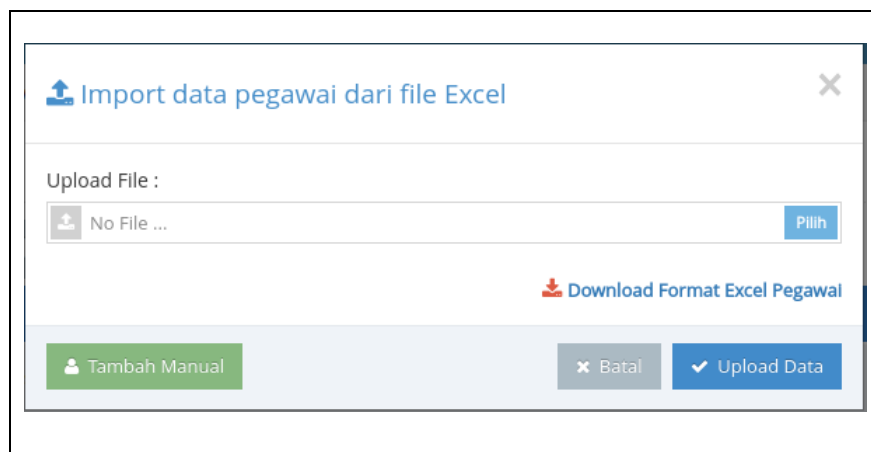 Import data pegawai dari file Excel
Upload File :
No File ...
Pilih
Download Format Excel Pegawai
Tambah Manual
Batal
Upload Data